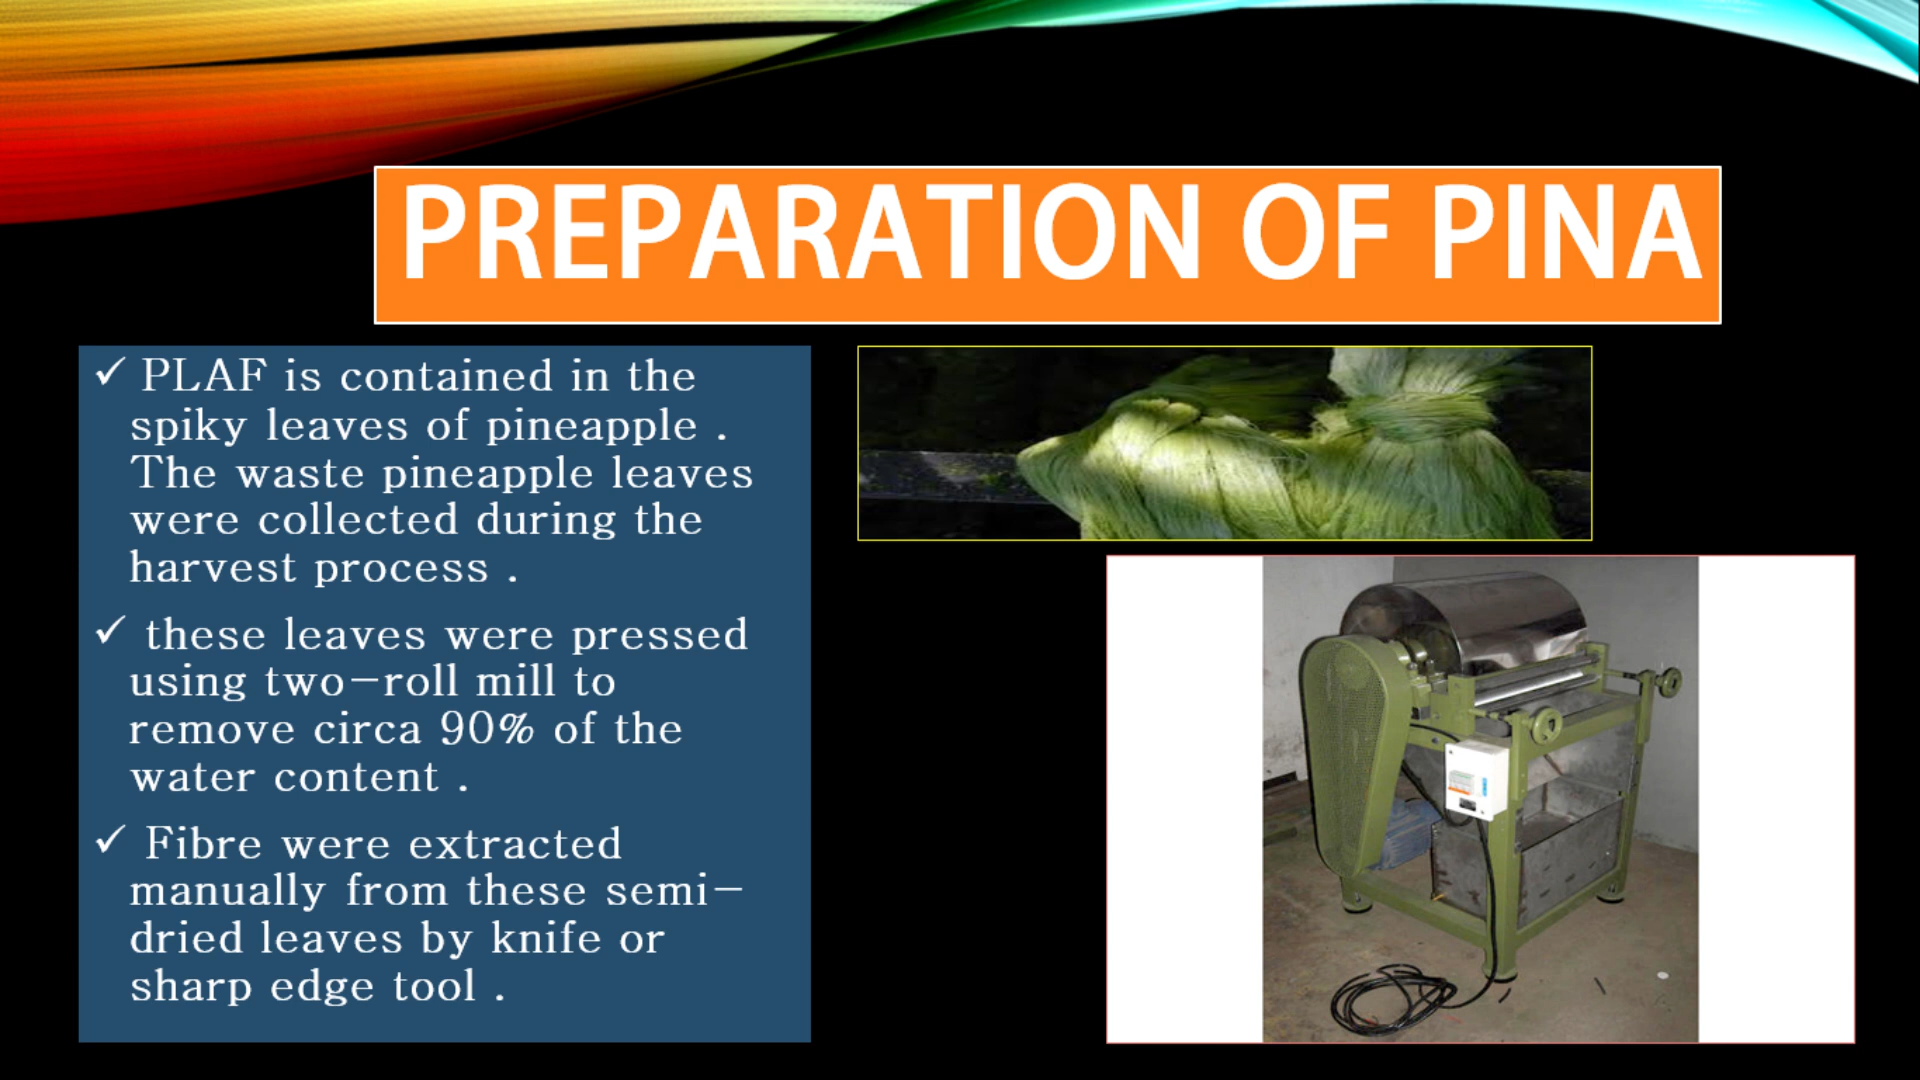 PREPARATION OF PINA
✓ PLAF is contained in the
spiky leaves of pineapple .
The waste pineapple leaves
were collected during the
harvest process .
✓ these leaves were pressed
using two-roll mill to
remove circa 90% of the
water content .
✓ Fibre were extracted
manually from these semi-
dried leaves by knife or
sharp edge tool .